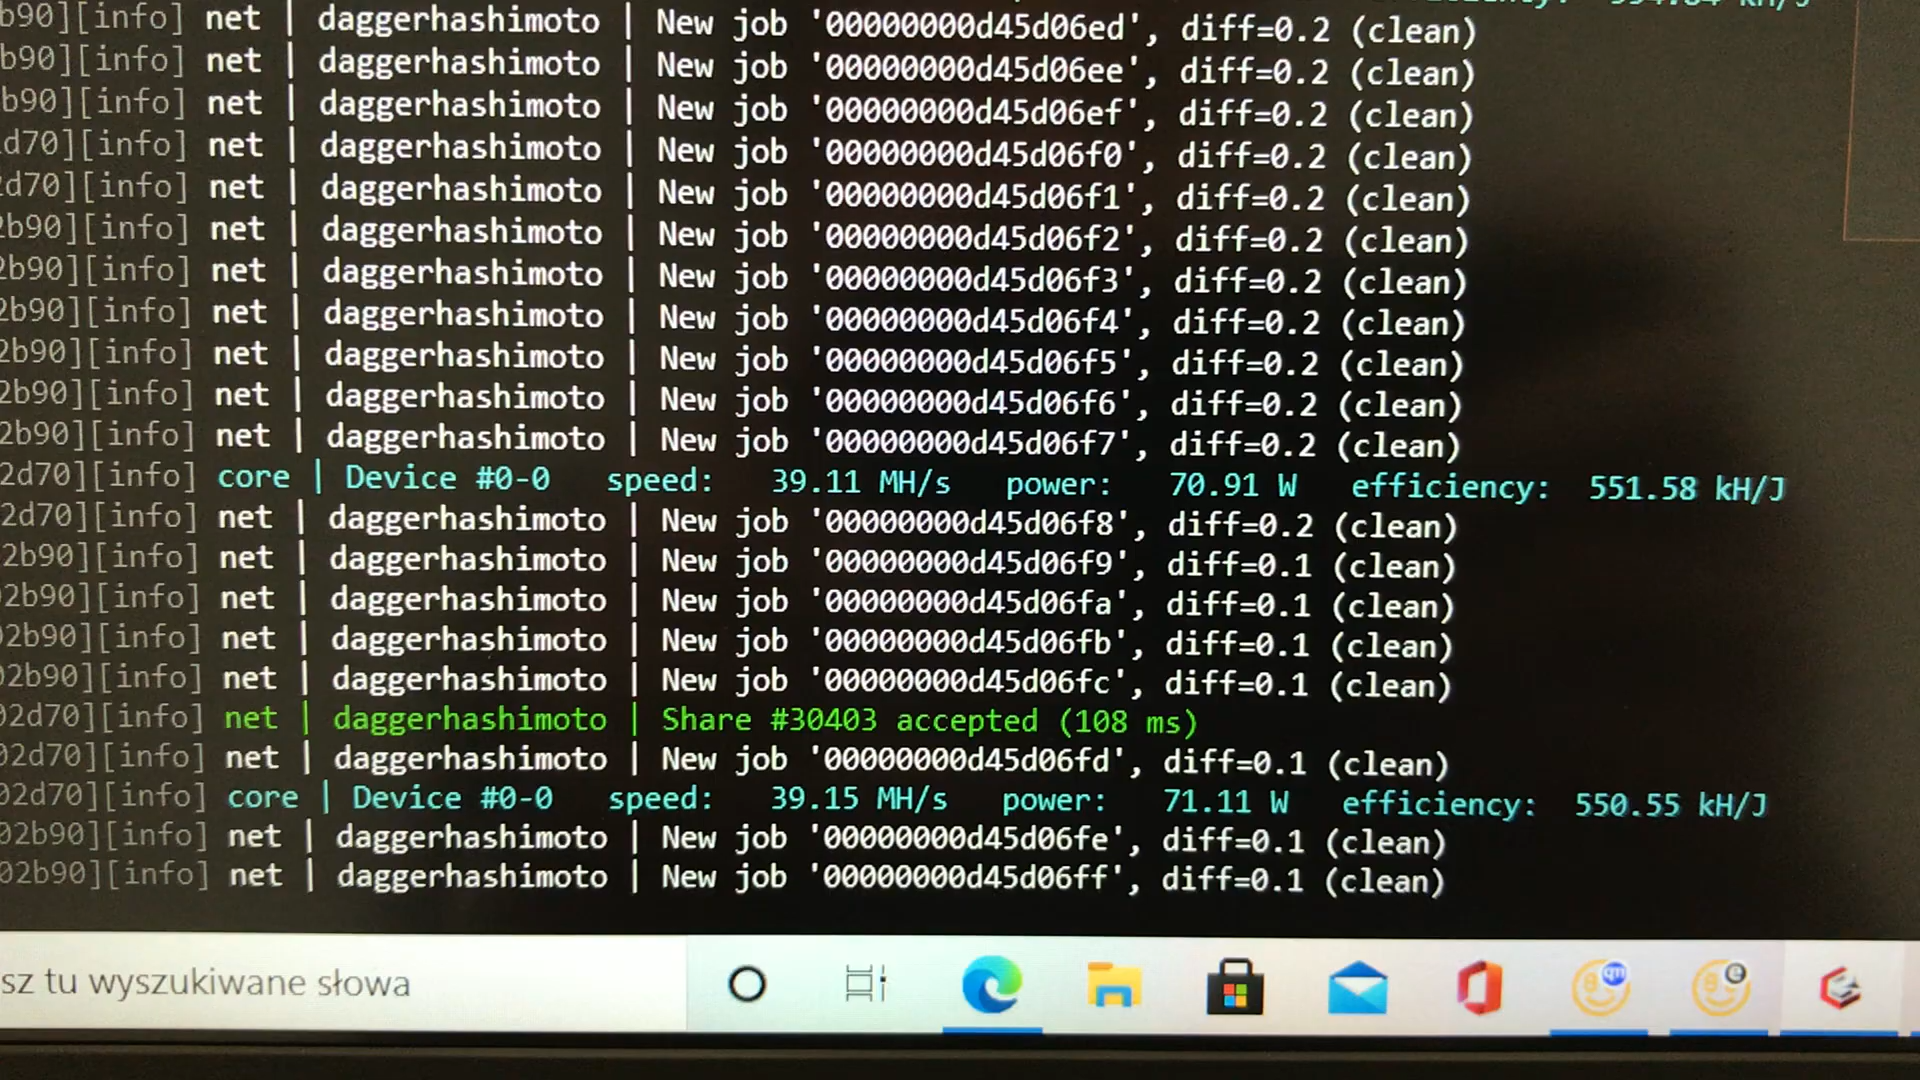 b90][info] net | daggerhashimoto | New job '00000000d45d06ed', diff=0.2 (clean)
b90][info] net | daggerhashimoto | New job '00000000d45d06ee', diff=0.2 (clean)
b90][info] net | daggerhashimoto | New job '00000000d45d06ef', diff=0.2 (clean)
d70][info] net | daggerhashimoto | New job '00000000d45d06f0', diff=0.2 (clean)
2d70][info] net | daggerhashimoto | New job '00000000d45d06f1', diff=0.2 (clean)
2b90][info] net | daggerhashimoto | New job '00000000d45d06f2', diff=0.2 (clean)
2b90][info] net | daggerhashimoto | New job '00000000d45d06f3', diff=0.2 (clean)
2b90][info] net | daggerhashimoto | New job '00000000d45d06f4', diff=0.2 (clean)
2b90][info] net | daggerhashimoto | New job '00000000d45d06f5', diff=0.2 (clean)
2b90][info] net | daggerhashimoto | New job '00000000d45d06f6', diff=0.2 (clean)
2b90][info] net | daggerhashimoto | New job '00000000d45d06f7', diff=0.2 (clean)
2d70][info] core | Device #0-0 speed: 39.11 MH/s power: 70.91 W efficiency: 551.58 kH/J
2d70][info] net | daggerhashimoto | New job '00000000d45d06f8', diff=0.2 (clean)
2b90][info] net | daggerhashimoto | New job '00000000d45d06f9', diff=0.1 (clean)
2b90][info] net | daggerhashimoto | New job '00000000d45d06fa', diff=0.1 (clean)
02b90][info] net | daggerhashimoto | New job '00000000d45d06fb', diff=0.1 (clean)
02b90][info] net | daggerhashimoto | New job '00000000d45d06fc', diff=0.1 (clean)
02d70][info] net | daggerhashimoto | Share #30403 accepted (108 ms)
02d70][info] net | daggerhashimoto | New job '00000000d45d06fd', diff=0.1 (clean)
02d70][info] core | Device #0-0 speed: 39.15 MH/s power: 71.11 W efficiency: 550.55 kH/J
02b90][info] net | daggerhashimoto | New job '00000000d45d06fe', diff=0.1 (clean)
02b90][info] net | daggerhashimoto | New job '00000000d45d06ff', diff=0.1 (clean)
sz tu wyszukiwane słowa